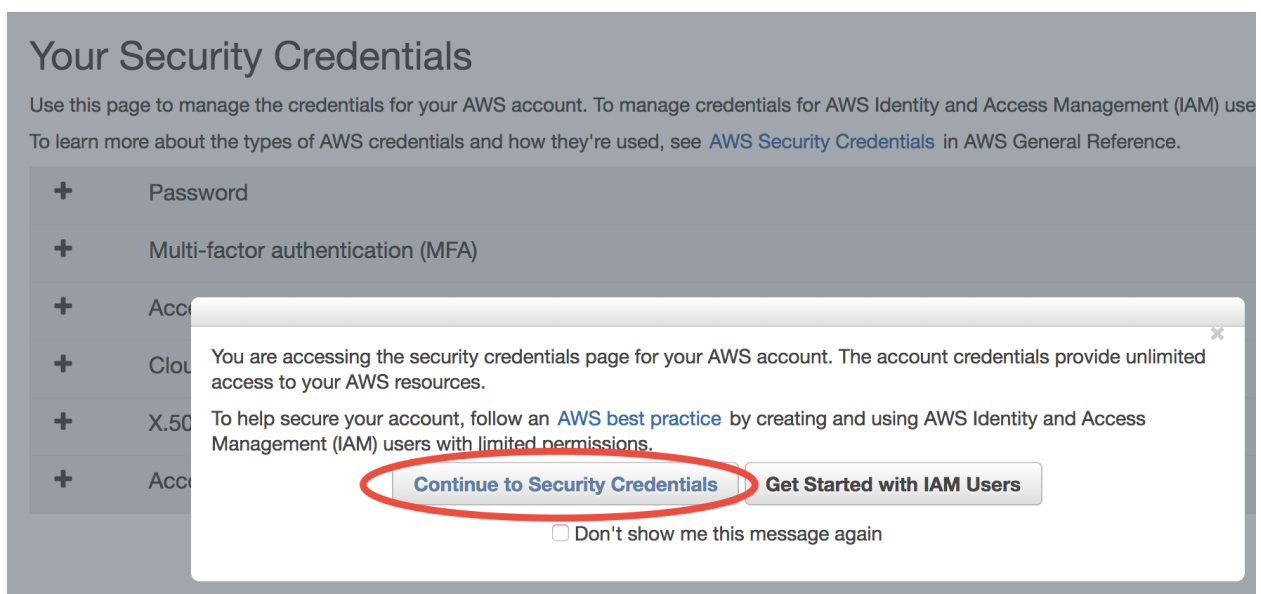 Your Security Credentials
Use this page to manage the credentials for your AWS account. To manage credentials for AWS Identity and Access Management (IAM) use
To learn more about the types of AWS credentials and how they're used, see AWS Security Credentials in AWS General Reference.
Password
Multi-factor authentication (MFA)
Acce
Clou
X.50
Acco
You are accessing the security credentials page for your AWS account. The account credentials provide unlimited
access to your AWS resources.
To help secure your account, follow an AWS best practice by creating and using AWS Identity and Access
Management (IAM) users with limited permissions.
Continue to Security Credentials Get Started with IAM Users
Don't show me this message again